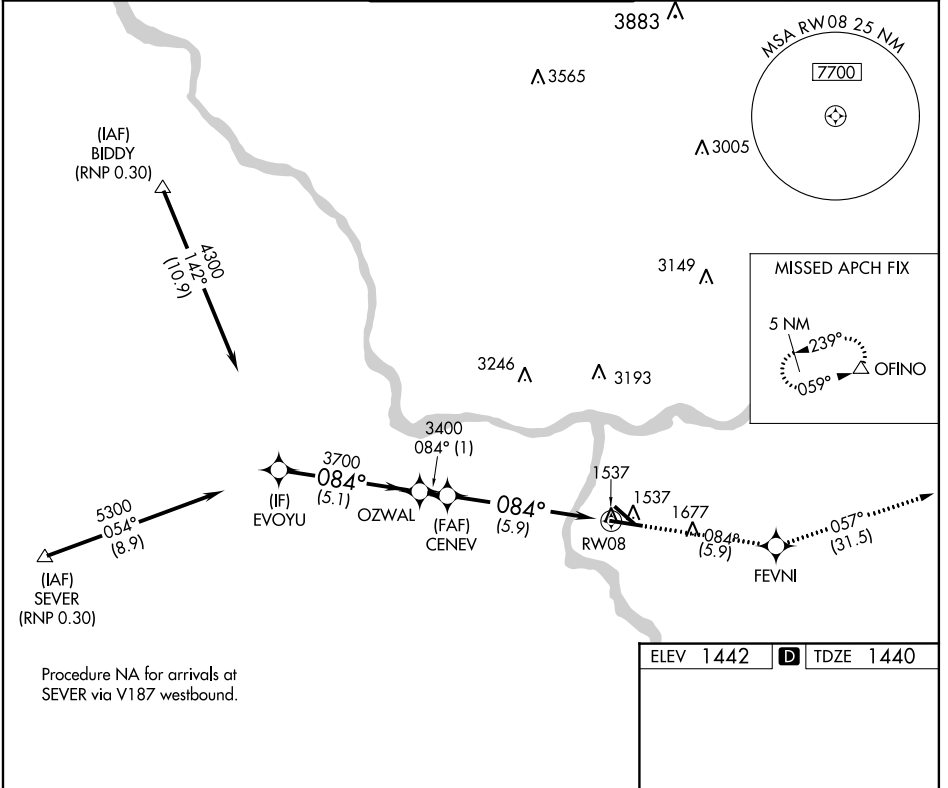 3883
MSA RW08 25 NM
7700
3565
3005
(IAF)
BIDDY
(RNP 0.30)
4300
142°
(10.9)
3149
MISSED APCH FIX
5 NM
239°
059°
OFINO
3246
3193
3400
084° (1)
3700
084°
(5.1)
(IF)
EVOYU
OZWAL
(FAF)
CENEV
084°
(5.9)
1537
1537
1677
RW08
084°
(5.9)
FEVNI
057°
(31.5)
5300
054°
(8.9)
(IAF)
SEVER
(RNP 0.30)
Procedure NA for arrivals at
SEVER via V187 westbound.
ELEV 1442 D TDZE 1440